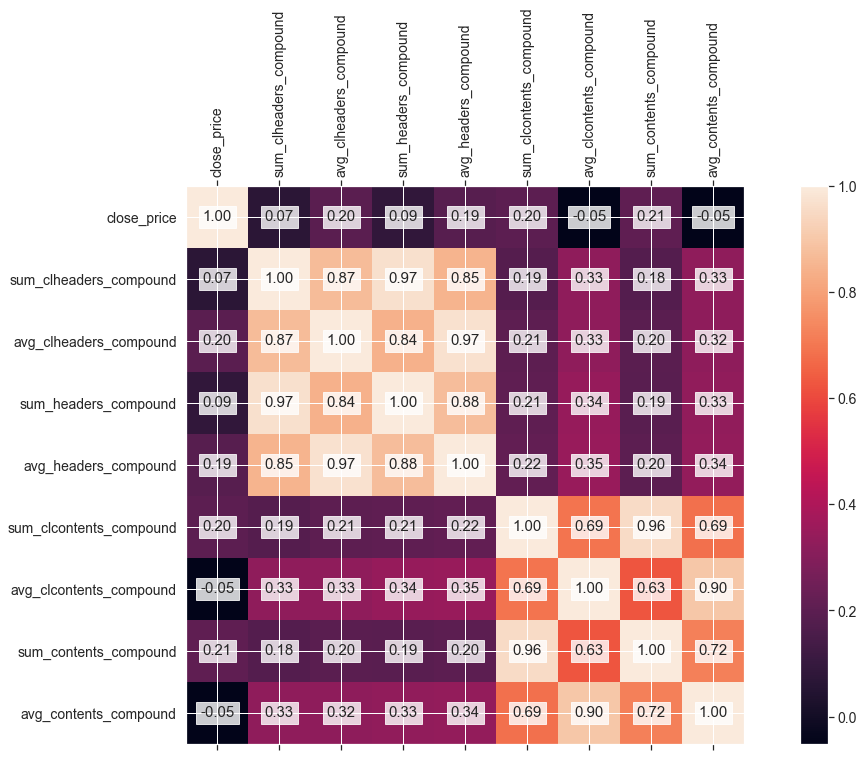 close_price
sum_clheaders_compound
avg_clheaders_compound
sum_headers_compound
avg_headers_compound
sum_clcontents_compound
avg_clcontents_compound
sum_contents_compound
avg_contents_compound
close_price 1.00 0.07 0.20 0.09 0.19 0.20 -0.05 0.21 -0.05
sum_clheaders_compound 0.07 1.00 0.87 0.97 0.85 0.19 0.33 0.18 0.33
avg_clheaders_compound 0.20 0.87 1.00 0.84 0.97 0.21 0.33 0.20 0.32
sum_headers_compound 0.09 0.97 0.84 1.00 0.88 0.21 0.34 0.19 0.33
avg_headers_compound 0.19 0.85 0.97 0.88 1.00 0.22 0.35 0.20 0.34
sum_clcontents_compound 0.20 0.19 0.21 0.21 0.22 1.00 0.69 0.96 0.69
avg_clcontents_compound -0.05 0.33 0.33 0.34 0.35 0.69 1.00 0.63 0.90
sum_contents_compound 0.21 0.18 0.20 0.19 0.20 0.96 0.63 1.00 0.72
avg_contents_compound -0.05 0.33 0.32 0.33 0.34 0.69 0.90 0.72 1.00
1.0
0.8
0.6
0.4
0.2
0.0